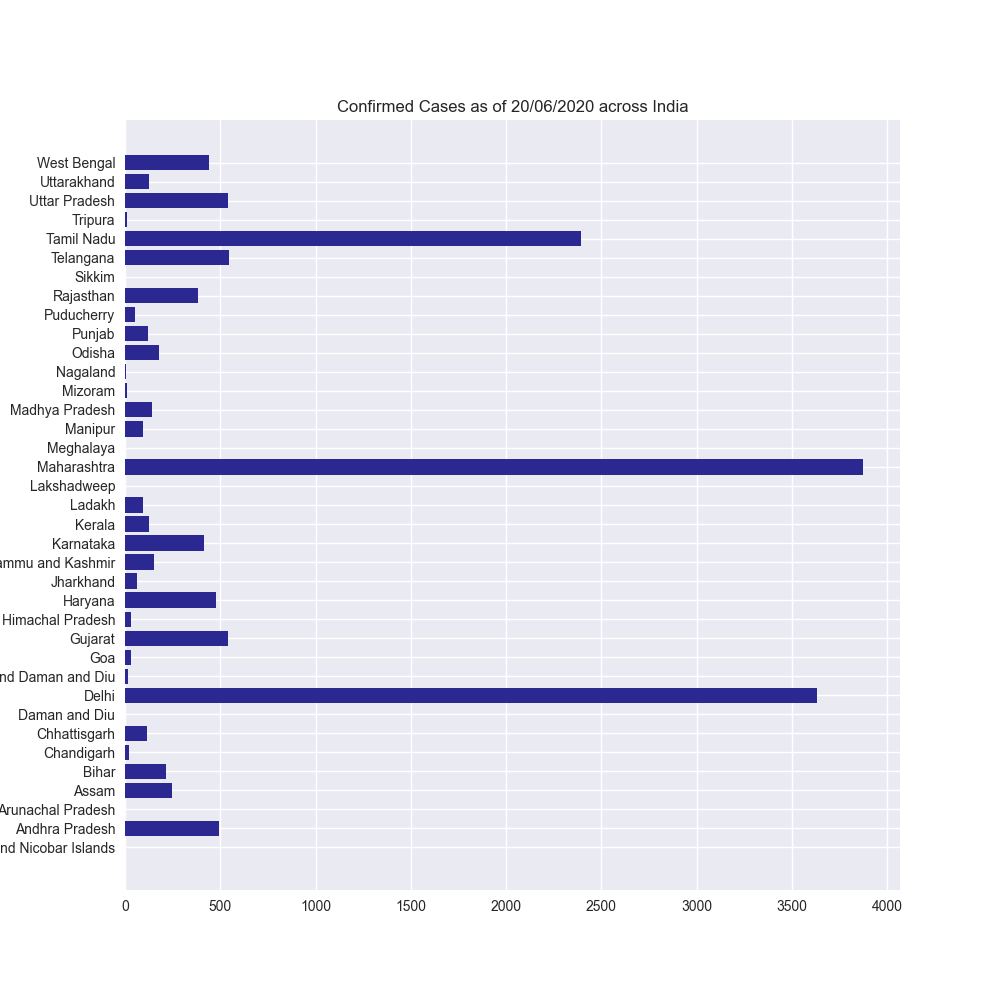 Confirmed Cases as of 20/06/2020 across India
West Bengal
Uttarakhand
Uttar Pradesh
Tripura
Tamil Nadu
Telangana
Sikkim
Rajasthan
Puducherry
Punjab
Odisha
Nagaland
Mizoram
Madhya Pradesh
Manipur
Meghalaya
Maharashtra
Lakshadweep
Ladakh
Kerala
Karnataka
ammu and Kashmir
Jharkhand
Haryana
Himachal Pradesh
Gujarat
Goa
nd Daman and Diu
Delhi
Daman and Diu
Chhattisgarh
Chandigarh
Bihar
Assam
Arunachal Pradesh
Andhra Pradesh
nd Nicobar Islands
0 500 1000 1500 2000 2500 3000 3500 4000